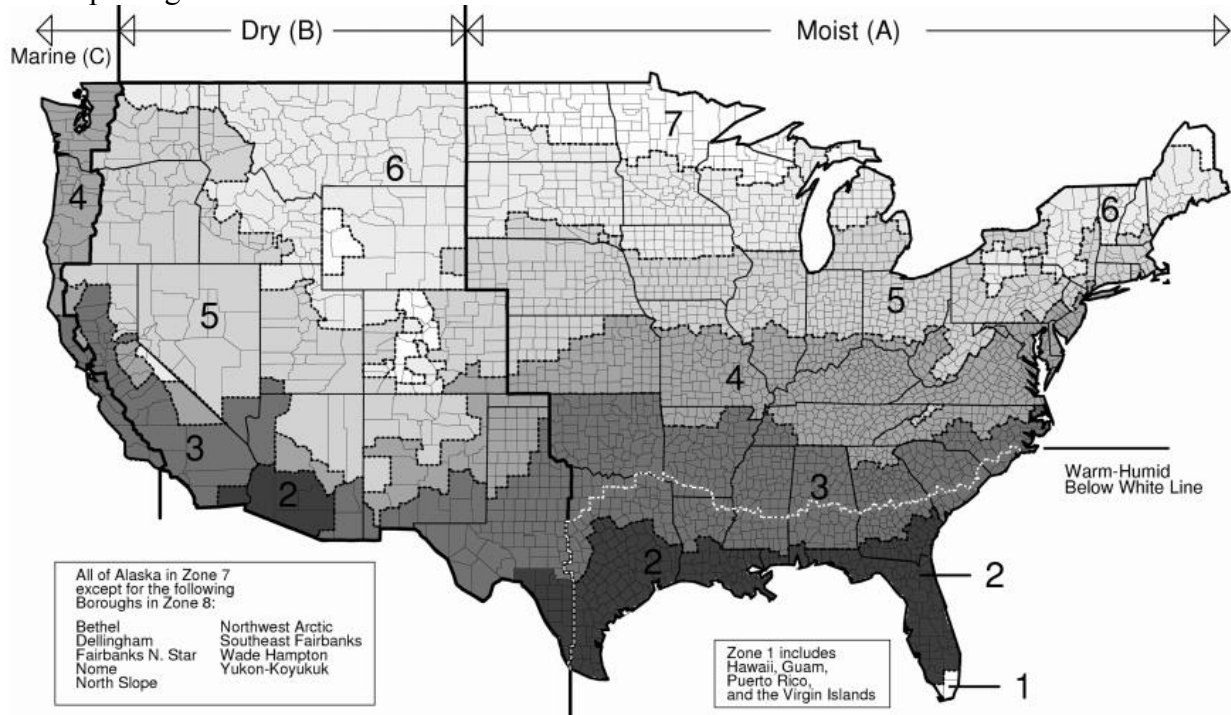 Marine (C)
Dry (B)
Moist (A)
7
6
4
6
5
5
4
3
3
2
2
2
1
Warm-Humid
Below White Line
All of Alaska in Zone 7
except for the following
Boroughs in Zone 8:
Bethel
Dellingham
Fairbanks N. Star
Nome
North Slope
Northwest Arctic
Southeast Fairbanks
Wade Hampton
Yukon-Koyukuk
Zone 1 includes
Hawaii, Guam,
Puerto Rico,
and the Virgin Islands